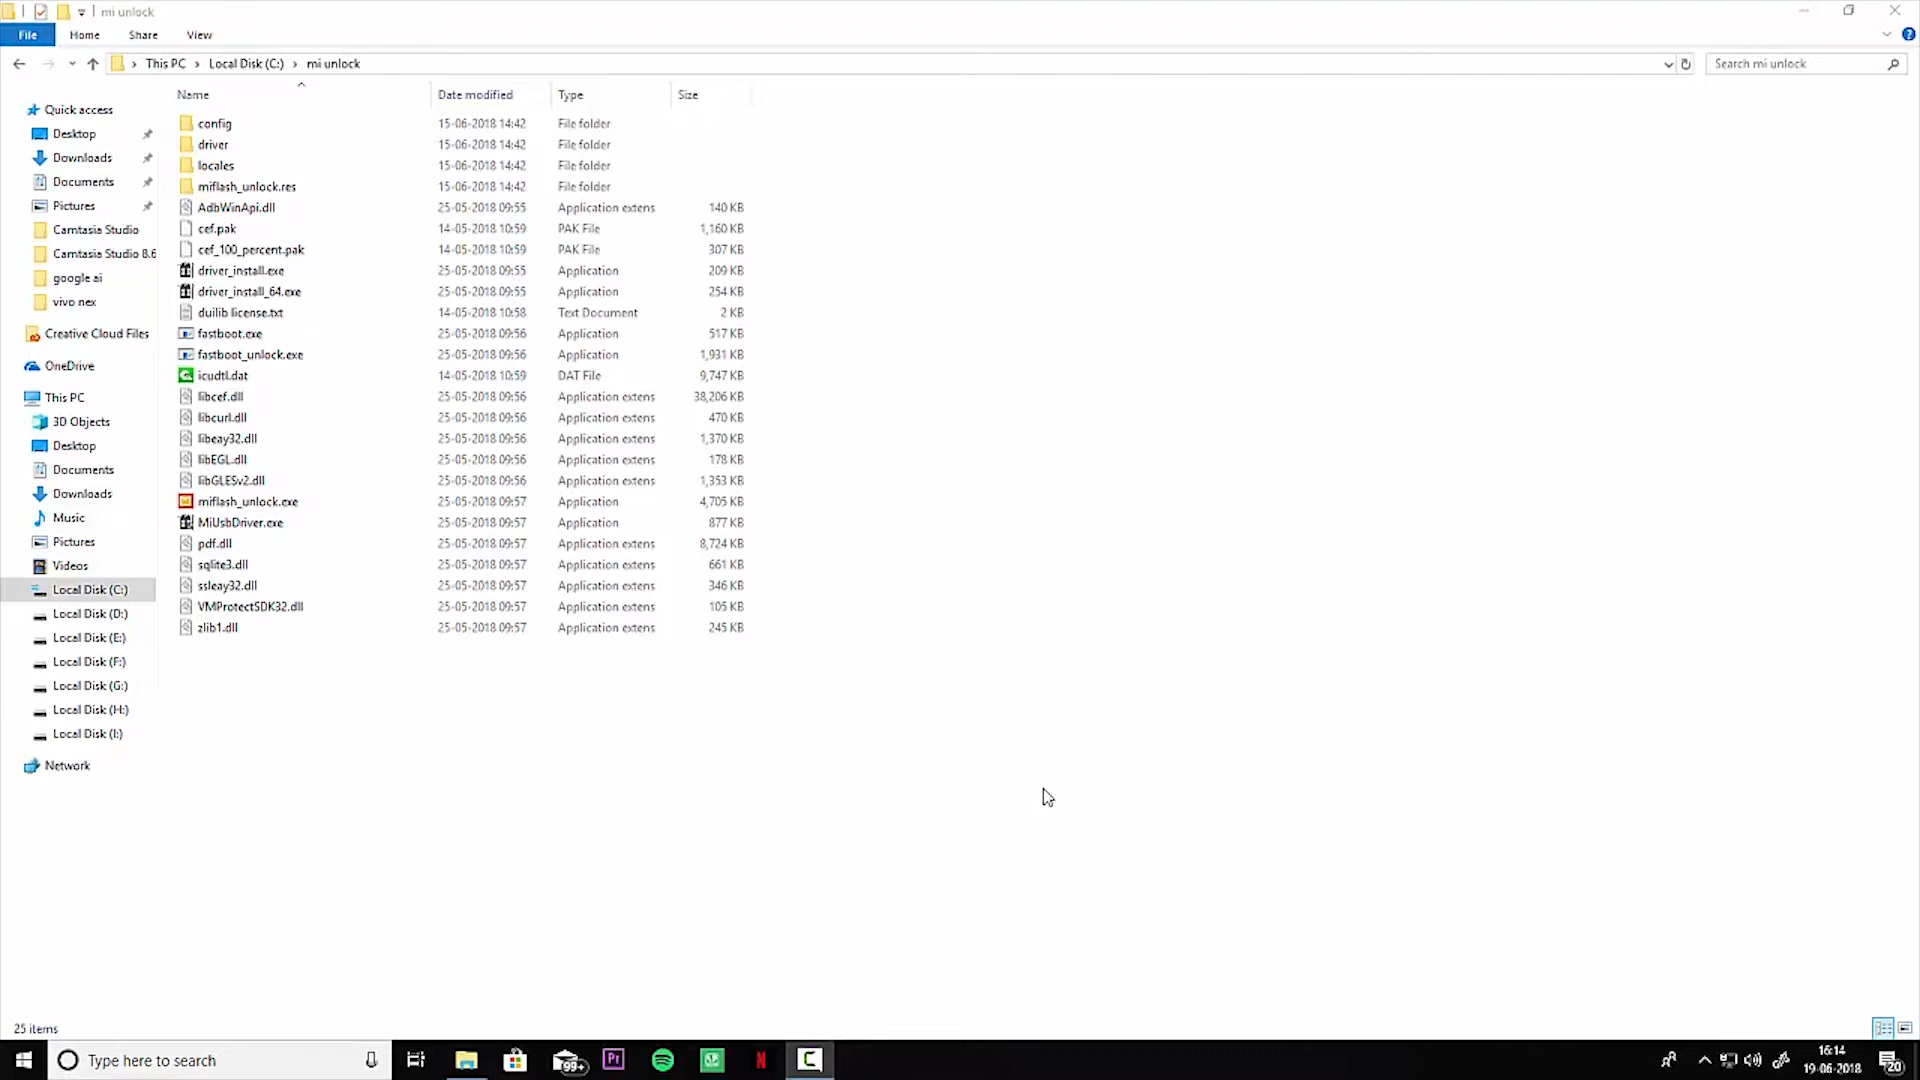 mi unlock
File Home Share View
This PC Local Disk (C:) mi unlock Search mi unlock
Name Date modified Type Size
Quick access
Desktop
Downloads
Documents
Pictures
Camtasia Studio
Camtasia Studio 8.6
google ai
vivo nex
Creative Cloud Files
OneDrive
This PC
3D Objects
Desktop
Documents
Downloads
Music
Pictures
Videos
Local Disk (C:)
Local Disk (D:)
Local Disk (E:)
Local Disk (F:)
Local Disk (G:)
Local Disk (H:)
Local Disk (I:)
Network
config 15-06-2018 14:42 File folder
driver 15-06-2018 14:42 File folder
locales 15-06-2018 14:42 File folder
miflash_unlock.res 15-06-2018 14:42 File folder
AdbWinApi.dll 25-05-2018 09:55 Application extens 140 KB
cef.pak 14-05-2018 10:59 PAK File 1,160 KB
cef_100_percent.pak 14-05-2018 10:59 PAK File 307 KB
driver_install.exe 25-05-2018 09:55 Application 209 KB
driver_install_64.exe 25-05-2018 09:55 Application 254 KB
duilib license.txt 14-05-2018 10:58 Text Document 2 KB
fastboot.exe 25-05-2018 09:56 Application 517 KB
fastboot_unlock.exe 25-05-2018 09:56 Application 1,931 KB
icudtl.dat 14-05-2018 10:59 DAT File 9,747 KB
libcef.dll 25-05-2018 09:56 Application extens 38,206 KB
libcurl.dll 25-05-2018 09:56 Application extens 470 KB
libeay32.dll 25-05-2018 09:56 Application extens 1,370 KB
libEGL.dll 25-05-2018 09:56 Application extens 178 KB
libGLESv2.dll 25-05-2018 09:56 Application extens 1,353 KB
miflash_unlock.exe 25-05-2018 09:57 Application 4,705 KB
MiUsbDriver.exe 25-05-2018 09:57 Application 877 KB
pdf.dll 25-05-2018 09:57 Application extens 8,724 KB
sqlite3.dll 25-05-2018 09:57 Application extens 661 KB
ssleay32.dll 25-05-2018 09:57 Application extens 346 KB
VMProtectSDK32.dll 25-05-2018 09:57 Application extens 105 KB
zlib1.dll 25-05-2018 09:57 Application extens 245 KB
25 items
Type here to search 99+ Pr 16:14
19-06-2018 20